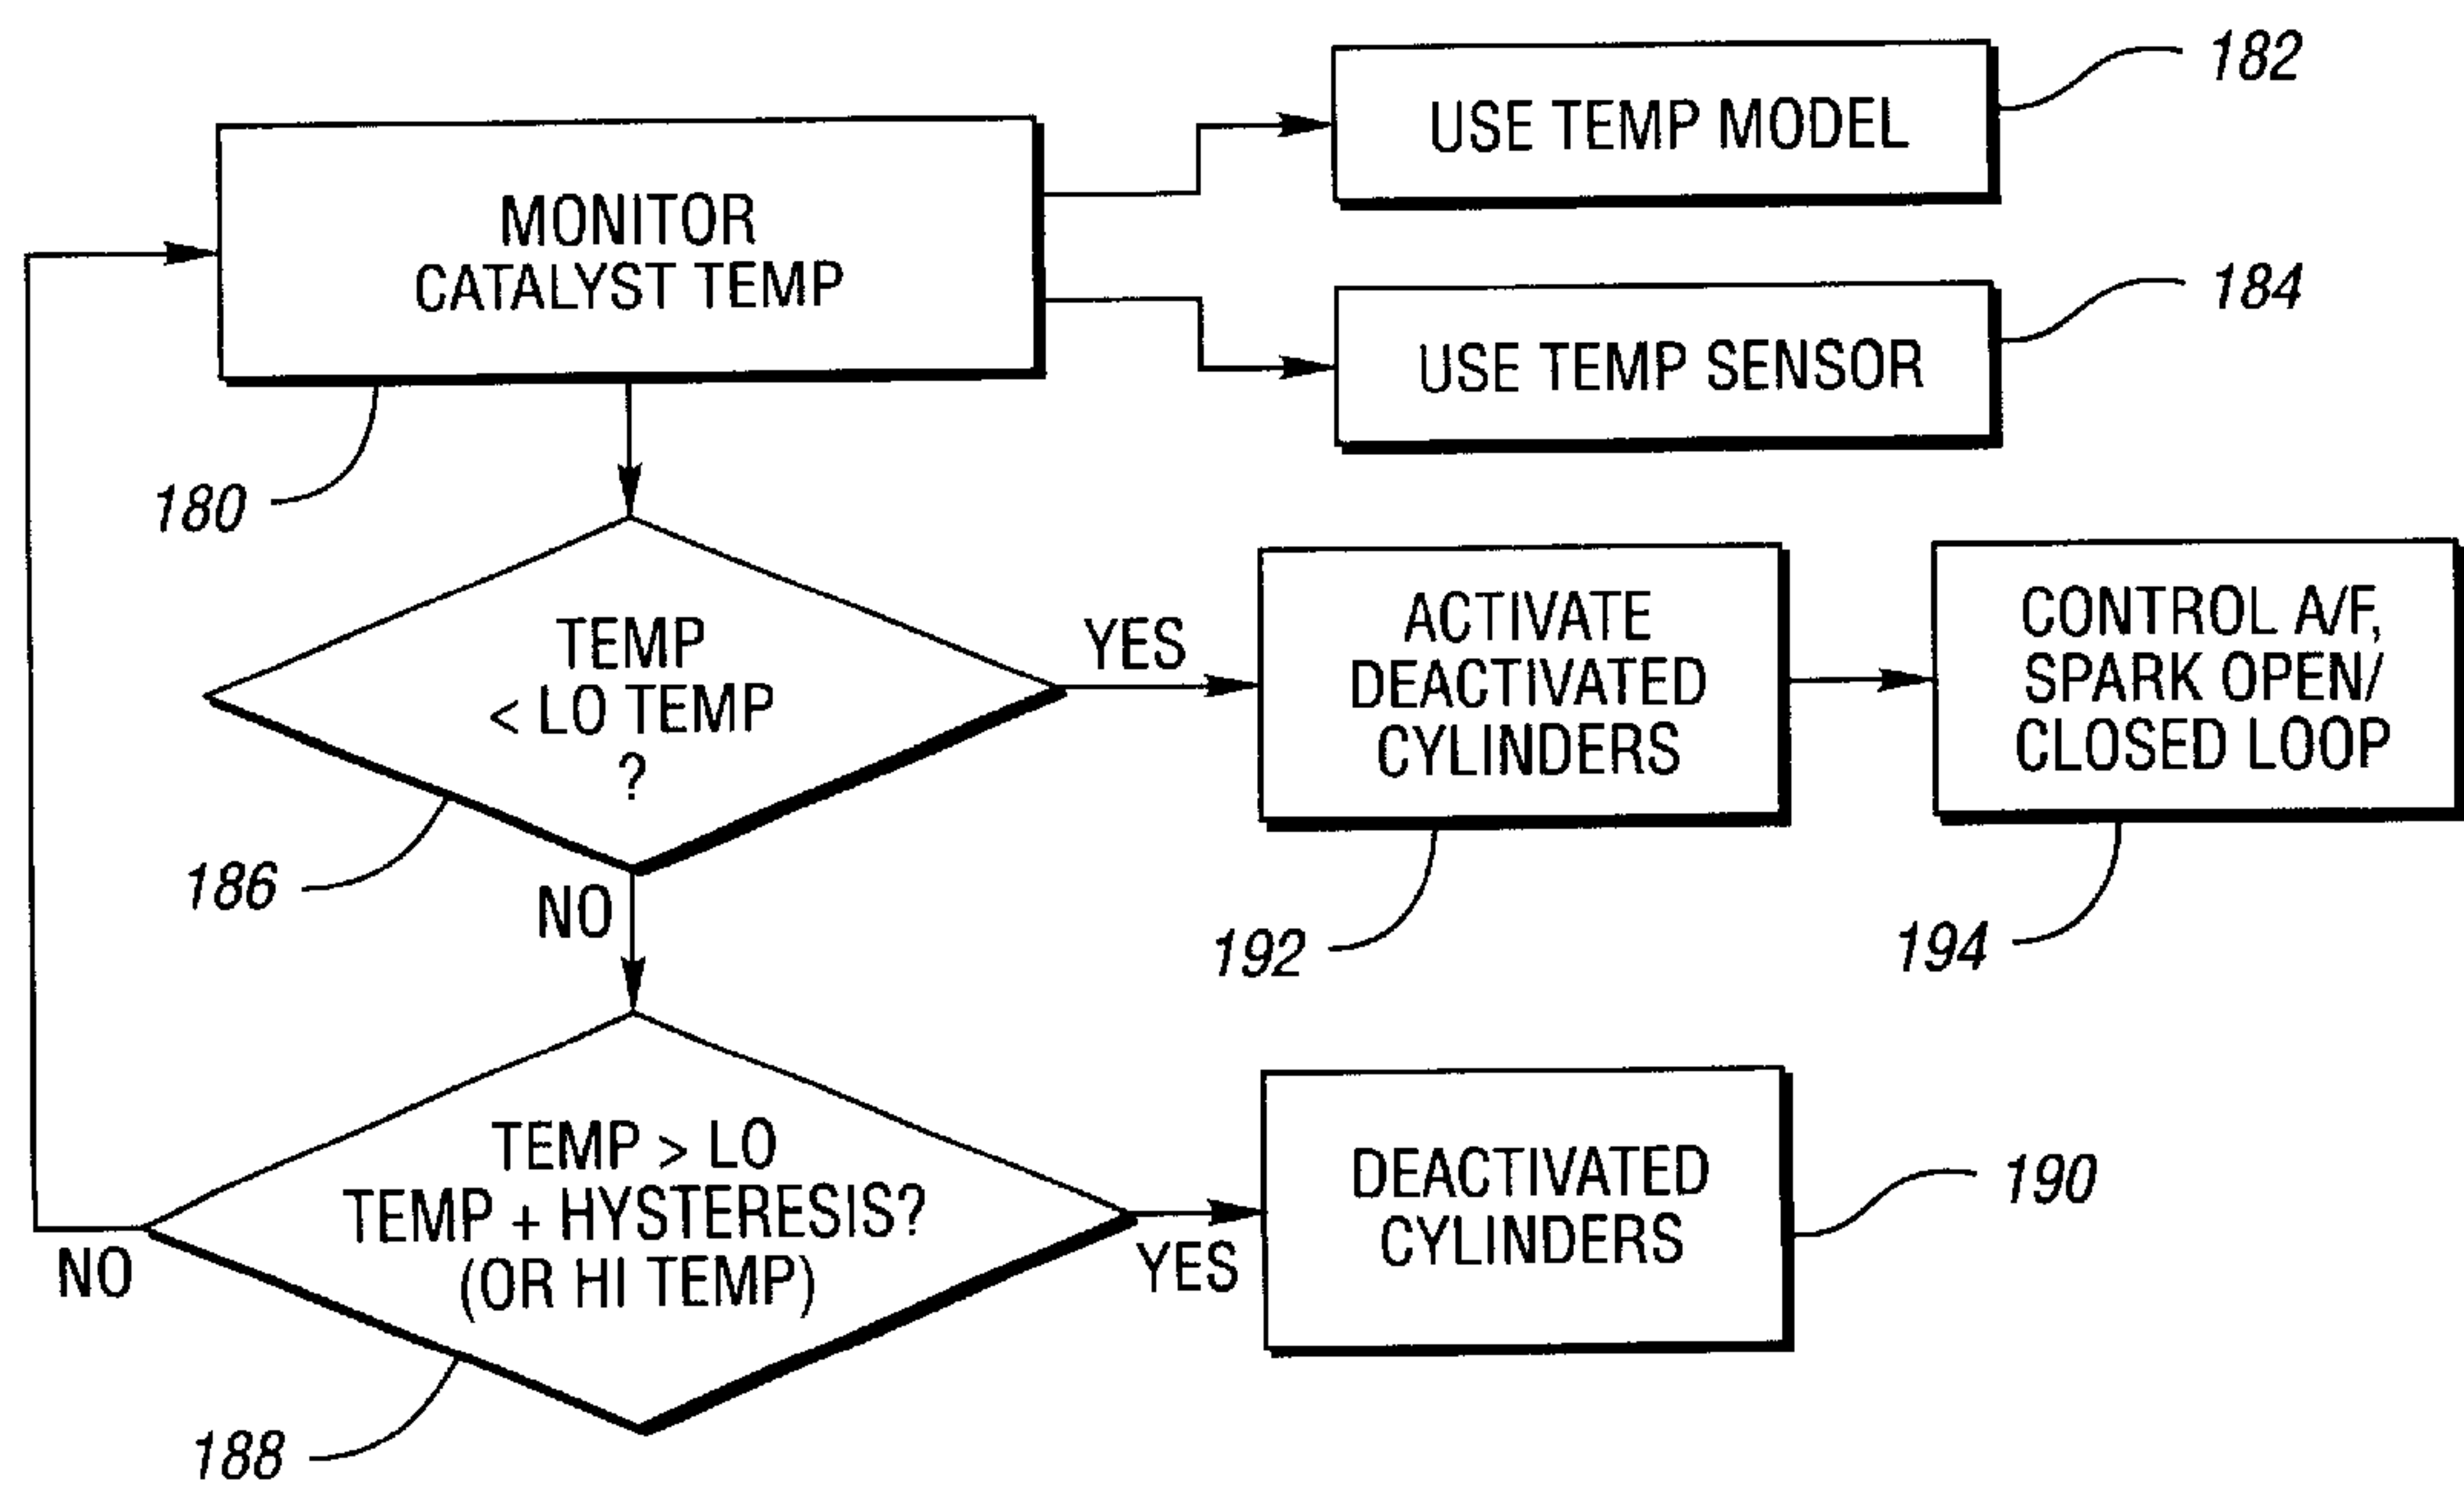 USE TEMP MODEL
182
MONITOR
CATALYST TEMP
USE TEMP SENSOR
184
180
TEMP
< LO TEMP
?
YES
ACTIVATE
DEACTIVATED
CYLINDERS
CONTROL A/F,
SPARK OPEN/
CLOSED LOOP
186
NO
192
194
TEMP > LO
TEMP + HYSTERESIS?
(OR HI TEMP)
NO
YES
DEACTIVATED
CYLINDERS
190
188